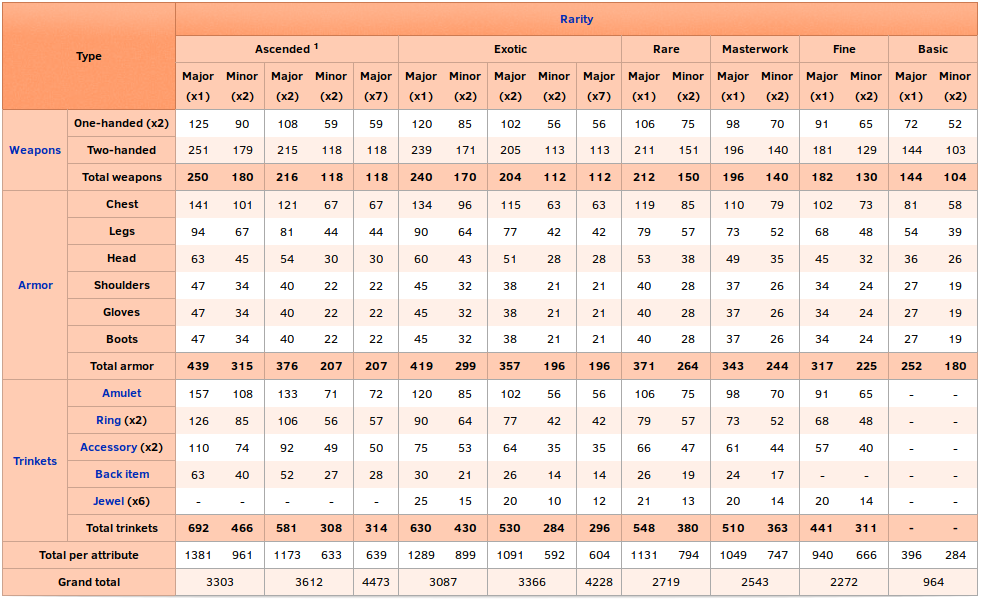 Rarity
Type
Ascended 1 Exotic Rare Masterwork Fine Basic
Major Minor Major Minor Major Major Minor Major Minor Major Major Minor Major Minor Major Minor Major Minor
(x1) (x2) (x2) (x2) (x7) (x1) (x2) (x2) (x2) (x7) (x1) (x2) (x1) (x2) (x1) (x2) (x1) (x2)
One-handed (x2) 125 90 108 59 59 120 85 102 56 56 106 75 98 70 91 65 72 52
Weapons Two-handed 251 179 215 118 118 239 171 205 113 113 211 151 196 140 181 129 144 103
Total weapons 250 180 216 118 118 240 170 204 112 112 212 150 196 140 182 130 144 104
Chest 141 101 121 67 67 134 96 115 63 63 119 85 110 79 102 73 81 58
Legs 94 67 81 44 44 90 64 77 42 42 79 57 73 52 68 48 54 39
Head 63 45 54 30 30 60 43 51 28 28 53 38 49 35 45 32 36 26
Armor Shoulders 47 34 40 22 22 45 32 38 21 21 40 28 37 26 34 24 27 19
Gloves 47 34 40 22 22 45 32 38 21 21 40 28 37 26 34 24 27 19
Boots 47 34 40 22 22 45 32 38 21 21 40 28 37 26 34 24 27 19
Total armor 439 315 376 207 207 419 299 357 196 196 371 264 343 244 317 225 252 180
Amulet 157 108 133 71 72 120 85 102 56 56 106 75 98 70 91 65 - -
Ring (x2) 126 85 106 56 57 90 64 77 42 42 79 57 73 52 68 48 - -
Accessory (x2) 110 74 92 49 50 75 53 64 35 35 66 47 61 44 57 40 - -
Trinkets Back item 63 40 52 27 28 30 21 26 14 14 26 19 24 17 - - - -
Jewel (x6) - - - - - 25 15 20 10 12 21 13 20 14 20 14 - -
Total trinkets 692 466 581 308 314 630 430 530 284 296 548 380 510 363 441 311 - -
Total per attribute 1381 961 1173 633 639 1289 899 1091 592 604 1131 794 1049 747 940 666 396 284
Grand total 3303 3612 4473 3087 3366 4228 2719 2543 2272 964